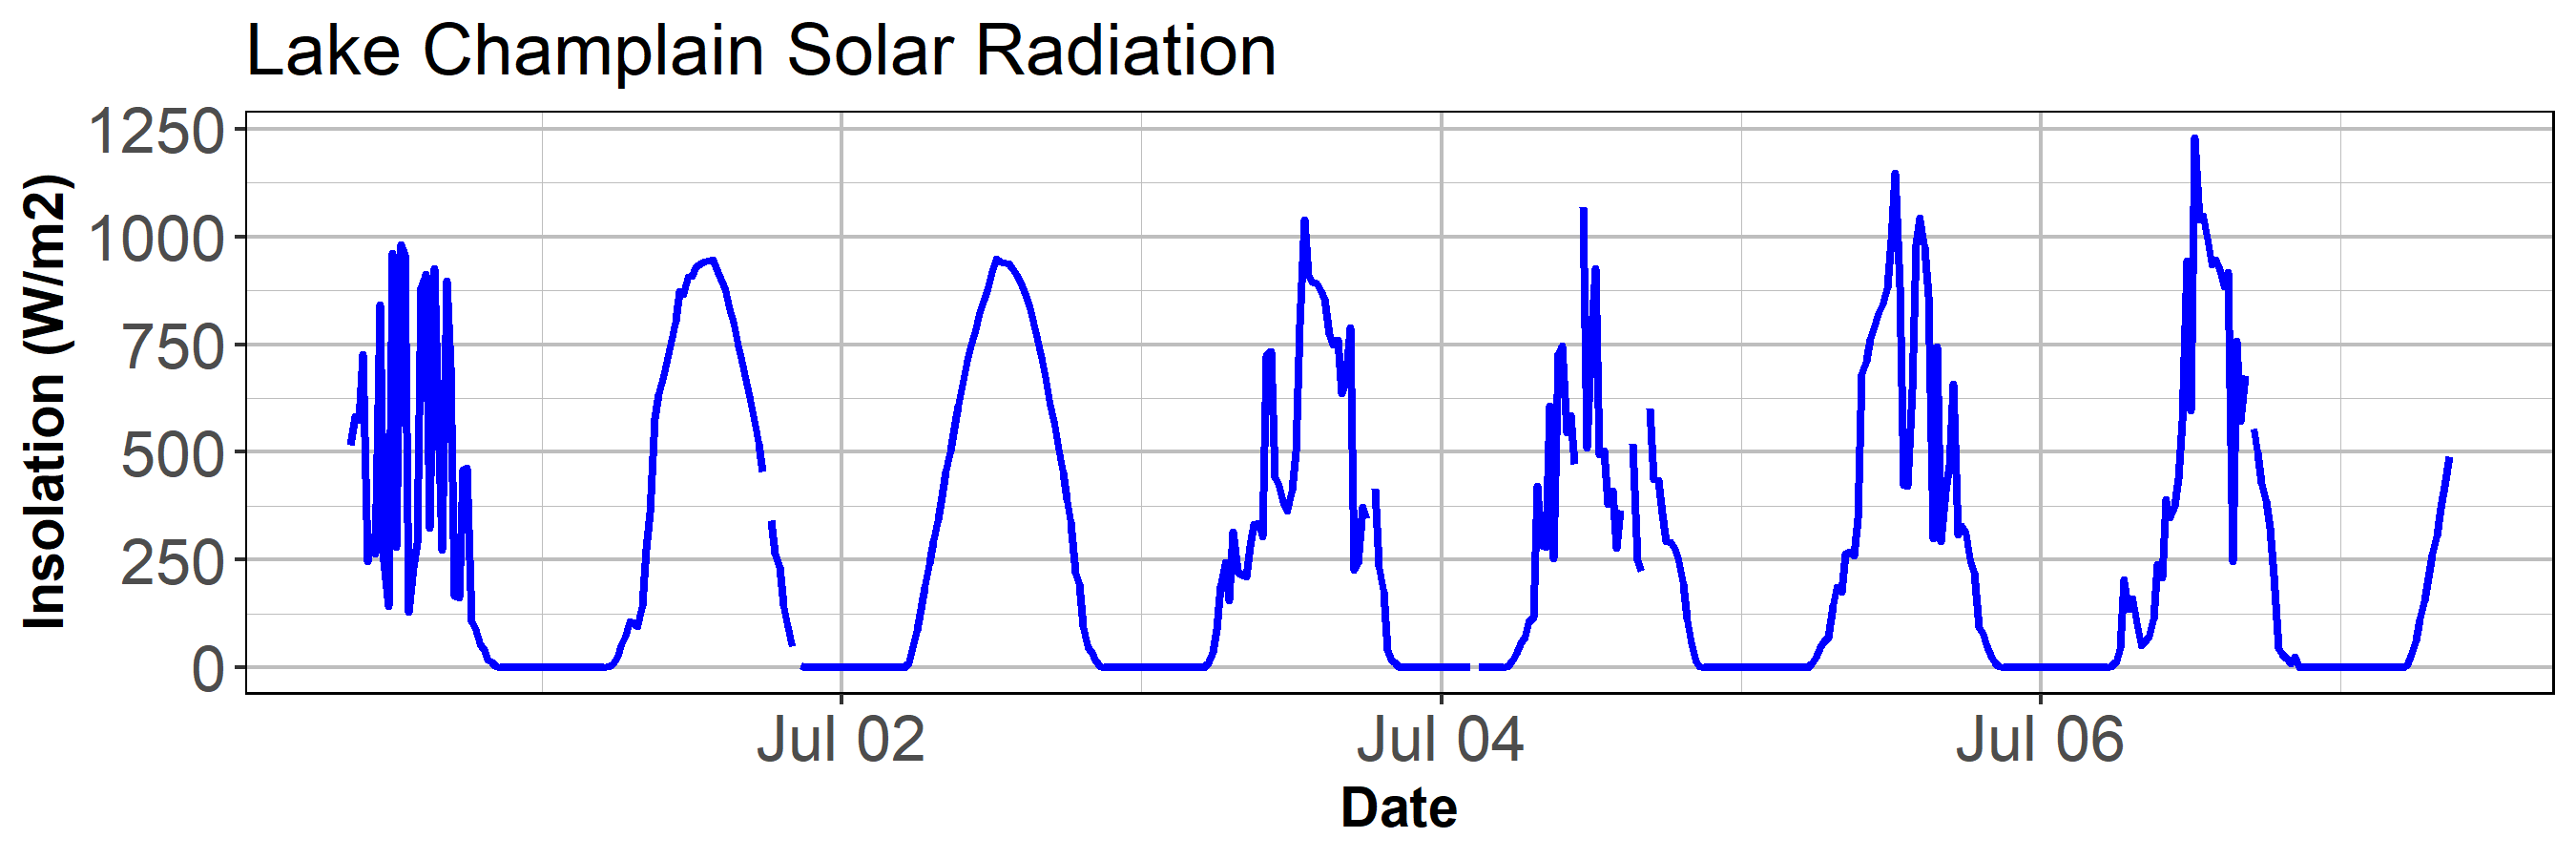 Lake Champlain Solar Radiation
Insolation (W/m2)
1250
1000
750
500
250
0
Jul 02
Jul 04
Jul 06
Date